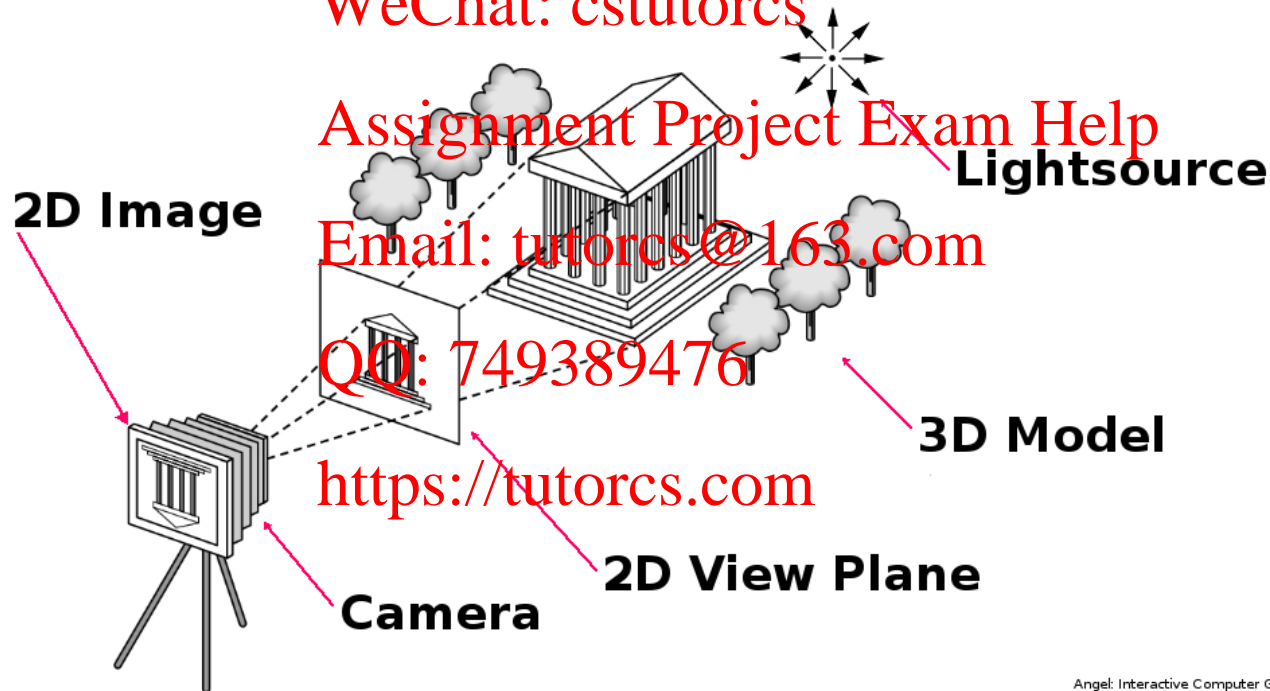 WeChat: cstutorcs
Assignment Project Exam Help
Lightsource
2D Image
Email: tutorcs@163.com
QQ: 749389476
3D Model
https://tutorcs.com
2D View Plane
Camera
Angel: Interactive Computer G